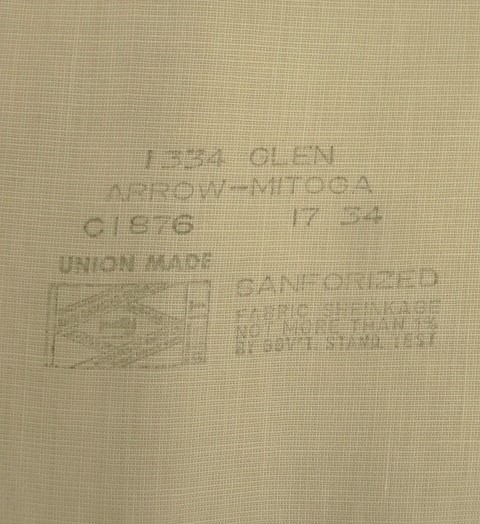 1334 GLEN
ARROW-MITOGA
C1876 17 34
UNION MADE
SANFORIZED
FABRIC SHRINKAGE
NOT MORE THAN 1%
BY GOV'T. STAND. TEST